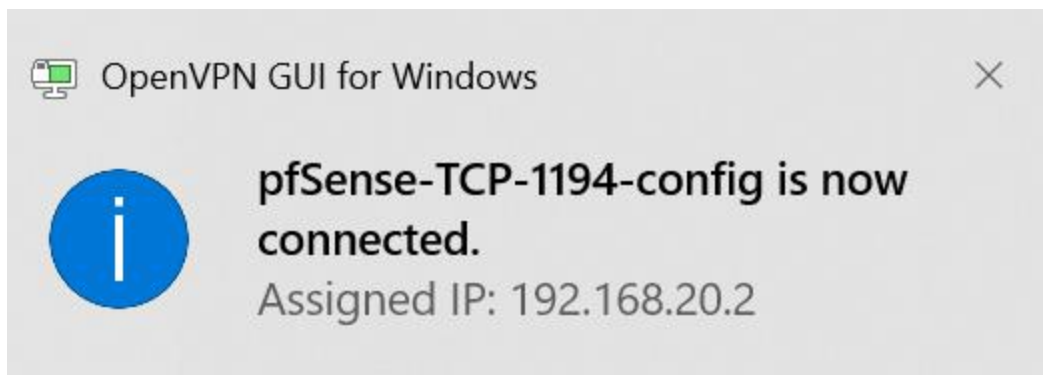 OpenVPN GUI for Windows
pfSense-TCP-1194-config is now
connected.
Assigned IP: 192.168.20.2